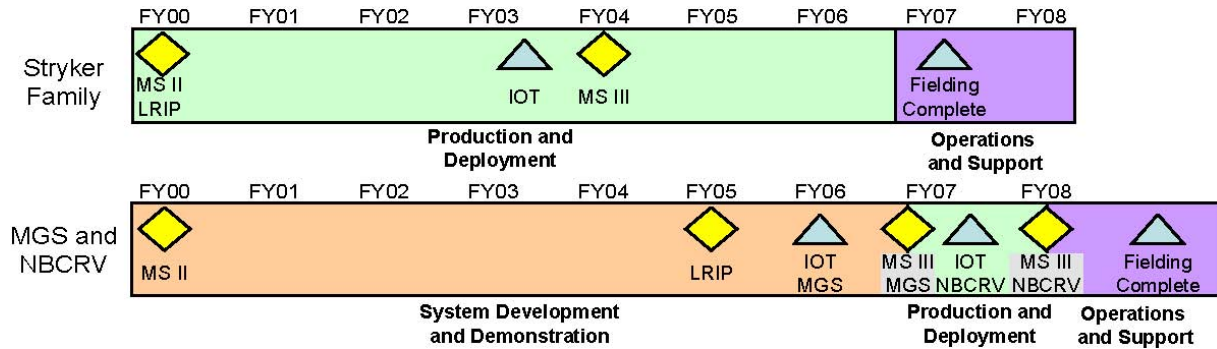 FY00 FY01 FY02 FY03 FY04 FY05 FY06 FY07 FY08
Stryker
Family
MS II
LRIP
IOT
MS III
Fielding
Complete
Production and
Deployment
Operations
and Support
FY00 FY01 FY02 FY03 FY04 FY05 FY06 FY07 FY08
MGS and
NBCRV
MS II
LRIP
IOT
MGS
MS III
MGS
IOT
NBCRV
MS III
NBCRV
Fielding
Complete
System Development
and Demonstration
Production and
Deployment
Operations
and Support